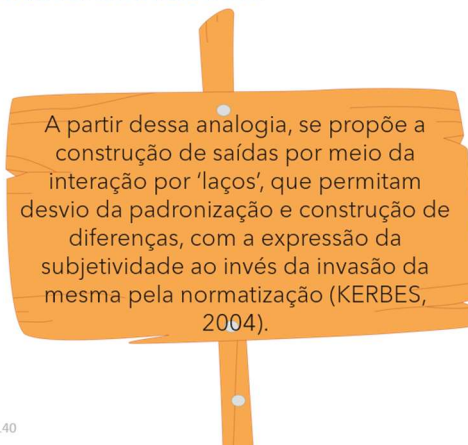 A partir dessa analogia, se propõe a
construção de saídas por meio da
interação por ‘laços’, que permitam
desvio da padronização e construção de
diferenças, com a expressão da
subjetividade ao invés da invasão da
mesma pela normatização (KERBES,
2004).